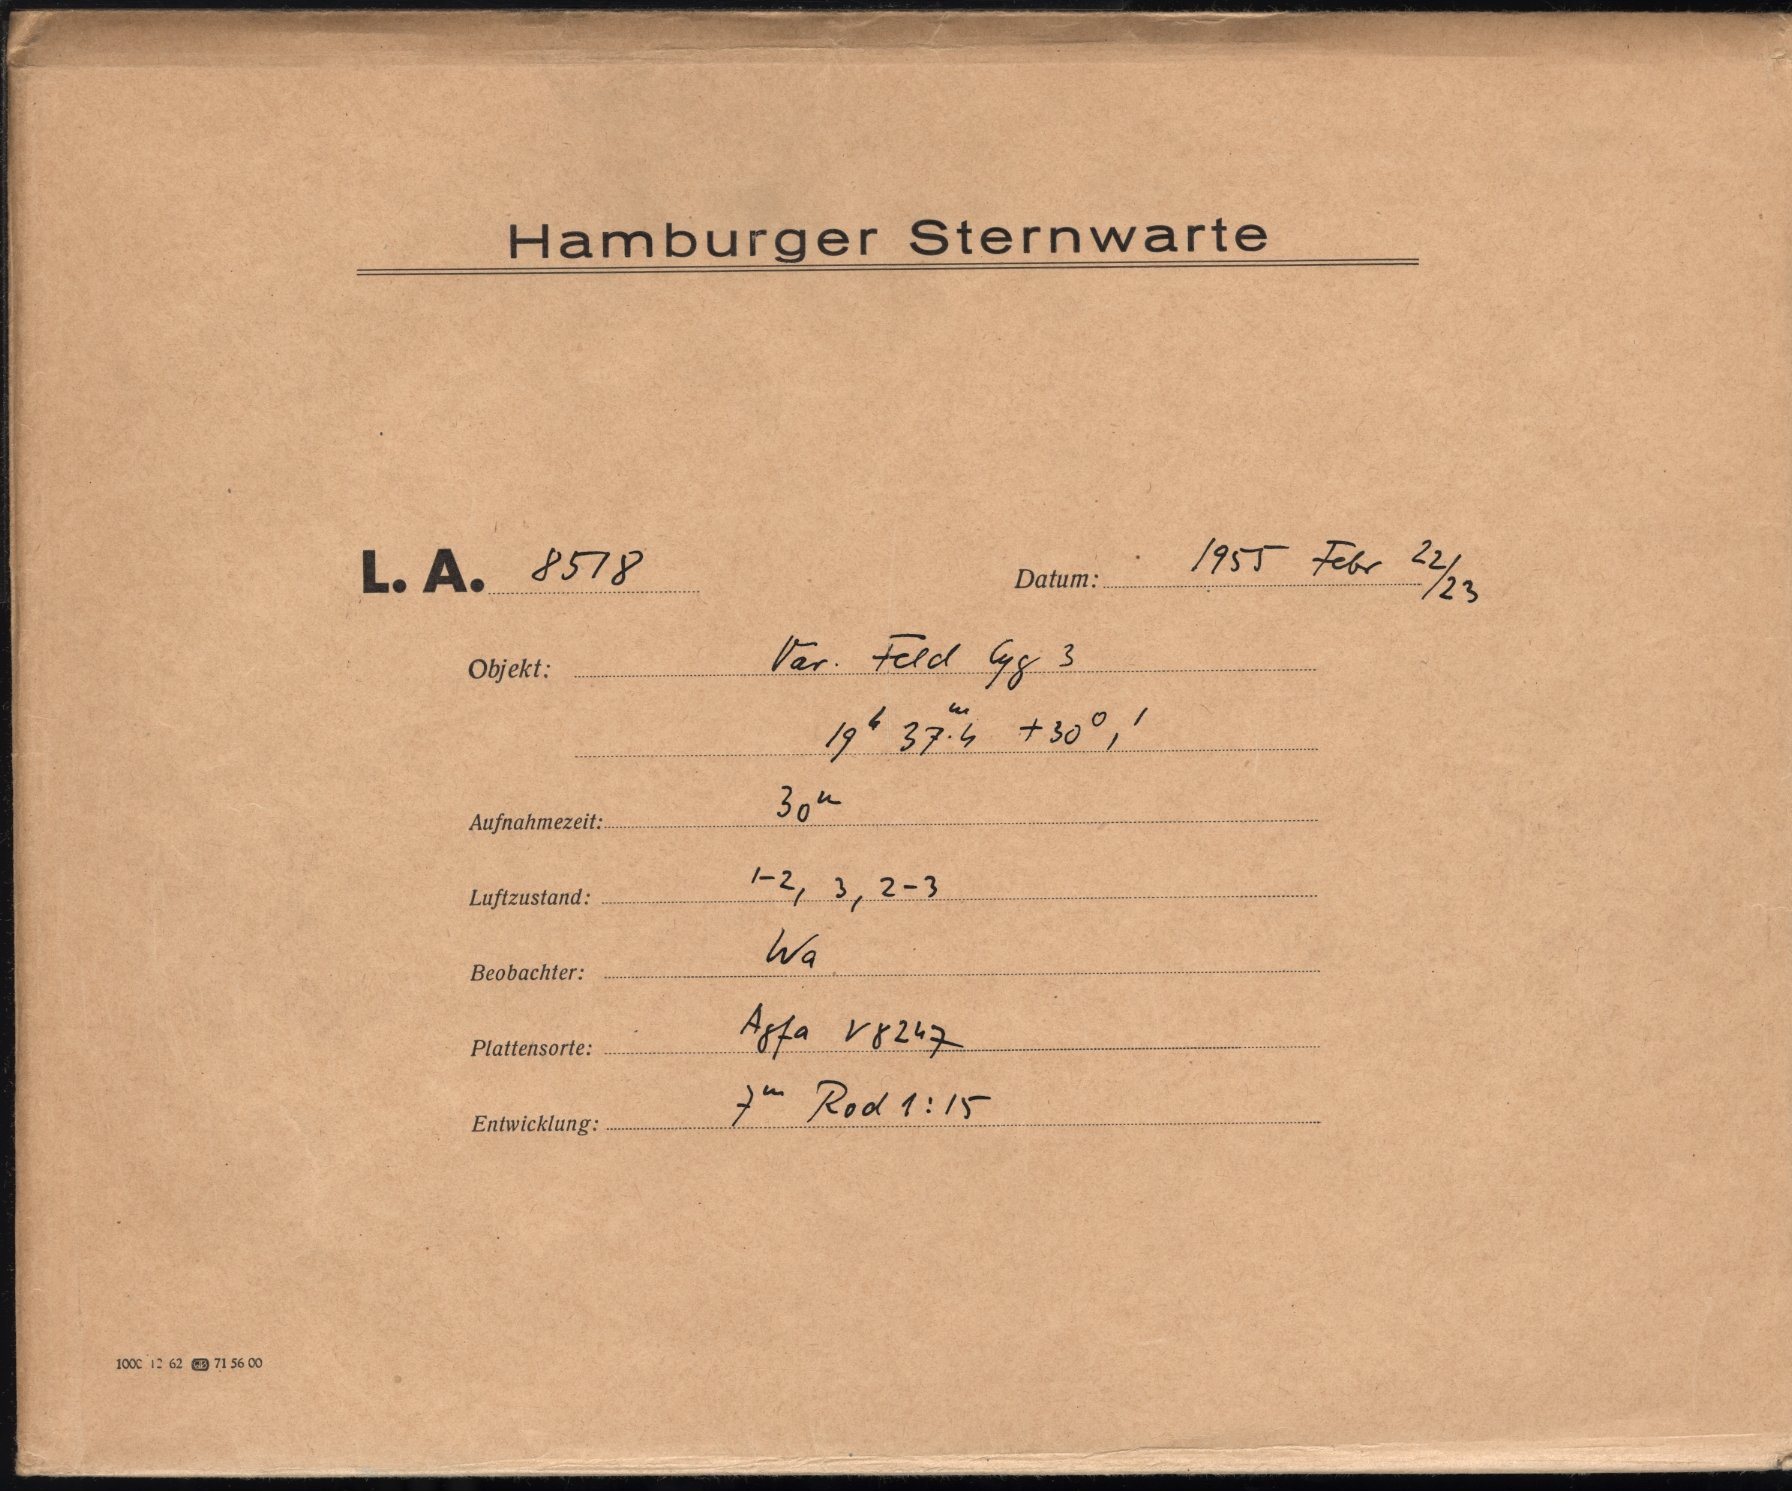 Hamburger Sternwarte
L. A. 8518 Datum: 1955 Febr 22/23
Objekt: Var. Feld Cyg 3
19ʰ 37ᵐ.4 +30° 1'
Aufnahmezeit: 30ᵐ
Luftzustand: 1-2, 3, 2-3
Beobachter: Wa
Plattensorte: Agfa V8247
Entwicklung: 7ᵐ Rod 1:15
12 62 71 56 00